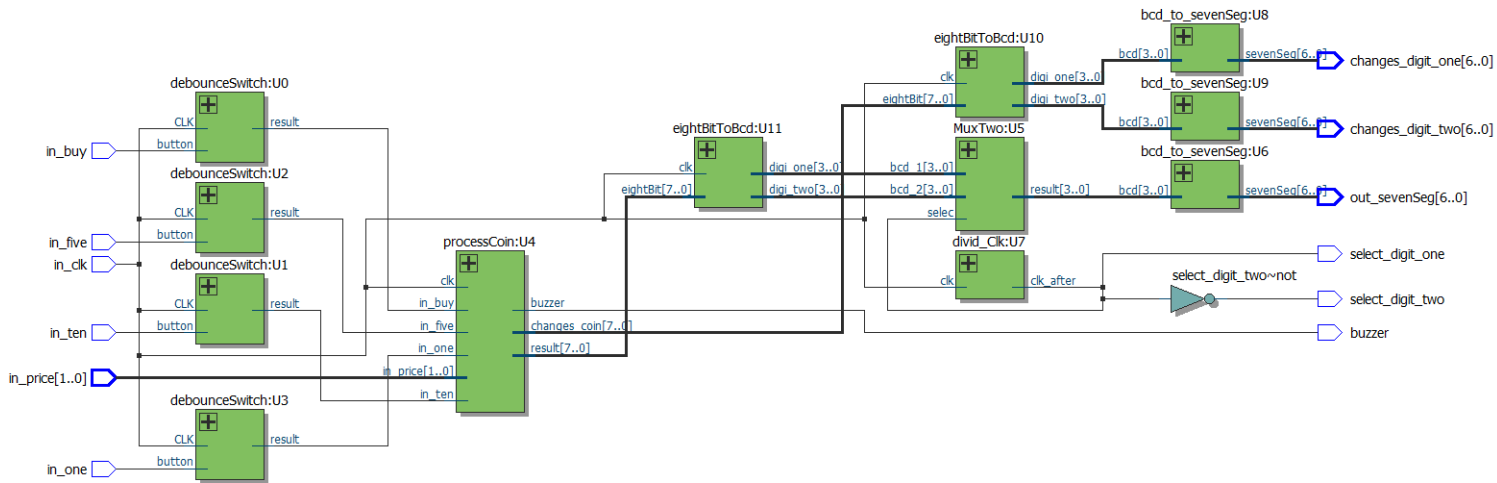 in_buy
in_five
in_clk
in_ten
in_price[1..0]
in_one
debounceSwitch:U0
CLK
button
result
debounceSwitch:U2
CLK
button
result
debounceSwitch:U1
CLK
button
result
debounceSwitch:U3
CLK
button
result
processCoin:U4
clk
in_buy
in_five
in_one
in_price[1..0]
in_ten
buzzer
changes_coin[7..0]
result[7..0]
eightBitToBcd:U11
clk
eightBit[7..0]
digi_one[3..0]
digi_two[3..0]
eightBitToBcd:U10
clk
eightBit[7..0]
digi_one[3..0]
digi_two[3..0]
MuxTwo:U5
bcd_1[3..0]
bcd_2[3..0]
selec
result[3..0]
divid_Clk:U7
clk
clk_after
bcd_to_sevenSeg:U8
bcd[3..0]
sevenSeg[6..0]
bcd_to_sevenSeg:U9
bcd[3..0]
sevenSeg[6..0]
bcd_to_sevenSeg:U6
bcd[3..0]
sevenSeg[6..0]
select_digit_two~not
changes_digit_one[6..0]
changes_digit_two[6..0]
out_sevenSeg[6..0]
select_digit_one
select_digit_two
buzzer